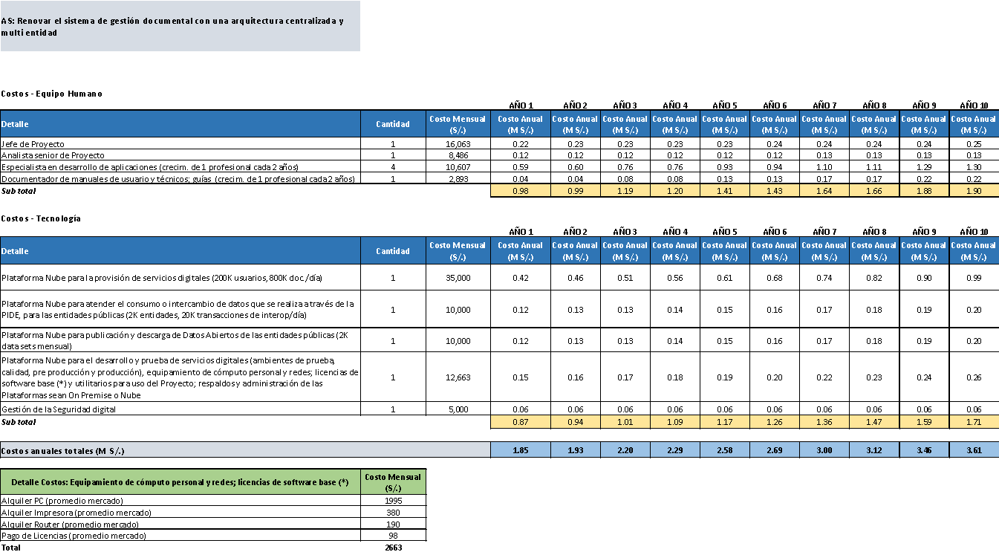 A5: Renovar el sistema de gestión documental con una arquitectura centralizada y
multi entidad
Costos - Equipo Humano
AÑO 1 AÑO 2 AÑO 3 AÑO 4 AÑO 5 AÑO 6 AÑO 7 AÑO 8 AÑO 9 AÑO 10
Detalle Cantidad Costo Mensual (S/.) Costo Anual (M S/.) Costo Anual (M S/.) Costo Anual (M S/.) Costo Anual (M S/.) Costo Anual (M S/.) Costo Anual (M S/.) Costo Anual (M S/.) Costo Anual (M S/.) Costo Anual (M S/.) Costo Anual (M S/.)
Jefe de Proyecto 1 16,063 0.22 0.23 0.23 0.23 0.23 0.24 0.24 0.24 0.24 0.25
Analista senior de Proyecto 1 8,486 0.12 0.12 0.12 0.12 0.12 0.12 0.13 0.13 0.13 0.13
Especialista en desarrollo de aplicaciones (crecim. de 1 profesional cada 2 años) 4 10,607 0.59 0.60 0.76 0.76 0.93 0.94 1.10 1.11 1.29 1.30
Documentador de manuales de usuario y técnicos; guías (crecim. de 1 profesional cada 2 años) 1 2,893 0.04 0.04 0.08 0.08 0.13 0.13 0.17 0.17 0.22 0.22
Sub total 0.98 0.99 1.19 1.20 1.41 1.43 1.64 1.66 1.88 1.90
Costos - Tecnología
AÑO 1 AÑO 2 AÑO 3 AÑO 4 AÑO 5 AÑO 6 AÑO 7 AÑO 8 AÑO 9 AÑO 10
Detalle Cantidad Costo Mensual (S/.) Costo Anual (M S/.) Costo Anual (M S/.) Costo Anual (M S/.) Costo Anual (M S/.) Costo Anual (M S/.) Costo Anual (M S/.) Costo Anual (M S/.) Costo Anual (M S/.) Costo Anual (M S/.) Costo Anual (M S/.)
Plataforma Nube para la provisión de servicios digitales (200K usuarios, 800K doc./día) 1 35,000 0.42 0.46 0.51 0.56 0.61 0.68 0.74 0.82 0.90 0.99
Plataforma Nube para atender el consumo o intercambio de datos que se realiza a través de la
PIDE, para las entidades públicas (2K entidades, 20K transacciones de interop/día) 1 10,000 0.12 0.13 0.13 0.14 0.15 0.16 0.17 0.18 0.19 0.20
Plataforma Nube para publicación y descarga de Datos Abiertos de las entidades públicas (2K
data sets mensual) 1 10,000 0.12 0.13 0.13 0.14 0.15 0.16 0.17 0.18 0.19 0.20
Plataforma Nube para el desarrollo y prueba de servicios digitales (ambientes de prueba,
calidad, pre producción y producción), equipamiento de cómputo personal y redes; licencias de
software base (*) y utilitarios para uso del Proyecto; respaldos y administración de las
Plataformas sean On Premise o Nube 1 12,663 0.15 0.16 0.17 0.18 0.19 0.20 0.22 0.23 0.24 0.26
Gestión de la Seguridad digital 1 5,000 0.06 0.06 0.06 0.06 0.06 0.06 0.06 0.06 0.06 0.06
Sub total 0.87 0.94 1.01 1.09 1.17 1.26 1.36 1.47 1.59 1.71
Costos anuales totales (M S/.) 1.85 1.93 2.20 2.29 2.58 2.69 3.00 3.12 3.46 3.61
Detalle Costos: Equipamiento de cómputo personal y redes; licencias de software base (*) Costo Mensual (S/.)
Alquiler PC (promedio mercado) 1995
Alquiler Impresora (promedio mercado) 380
Alquiler Router (promedio mercado) 190
Pago de Licencias (promedio mercado) 98
Total 2663